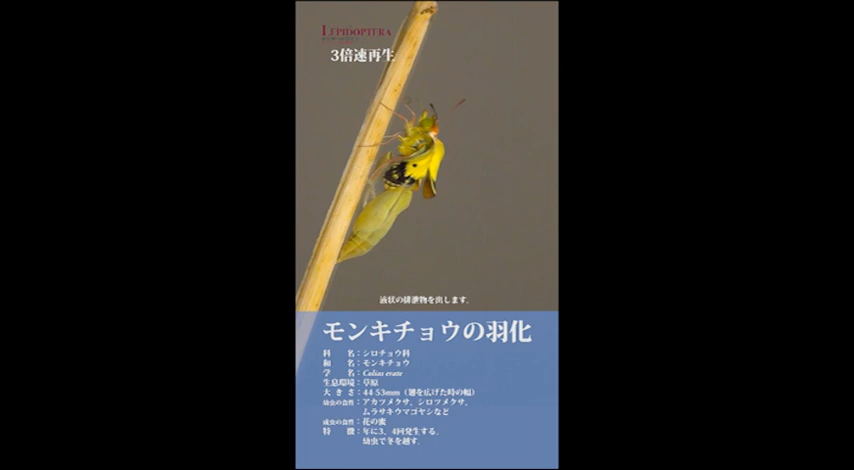 LEPIDOPTERA
3倍速再生
液状の排泄物を出します。
モンキチョウの羽化
科 名：シロチョウ科
和 名：モンキチョウ
学 名：Colias erate
生息環境：草原
大 き さ：44-53mm（翅を広げた時の幅）
幼虫の食性：アカツメクサ、シロツメクサ、
ムラサキウマゴヤシなど
成虫の食性：花の蜜
特 徴：年に3、4回発生する。
幼虫で冬を越す。